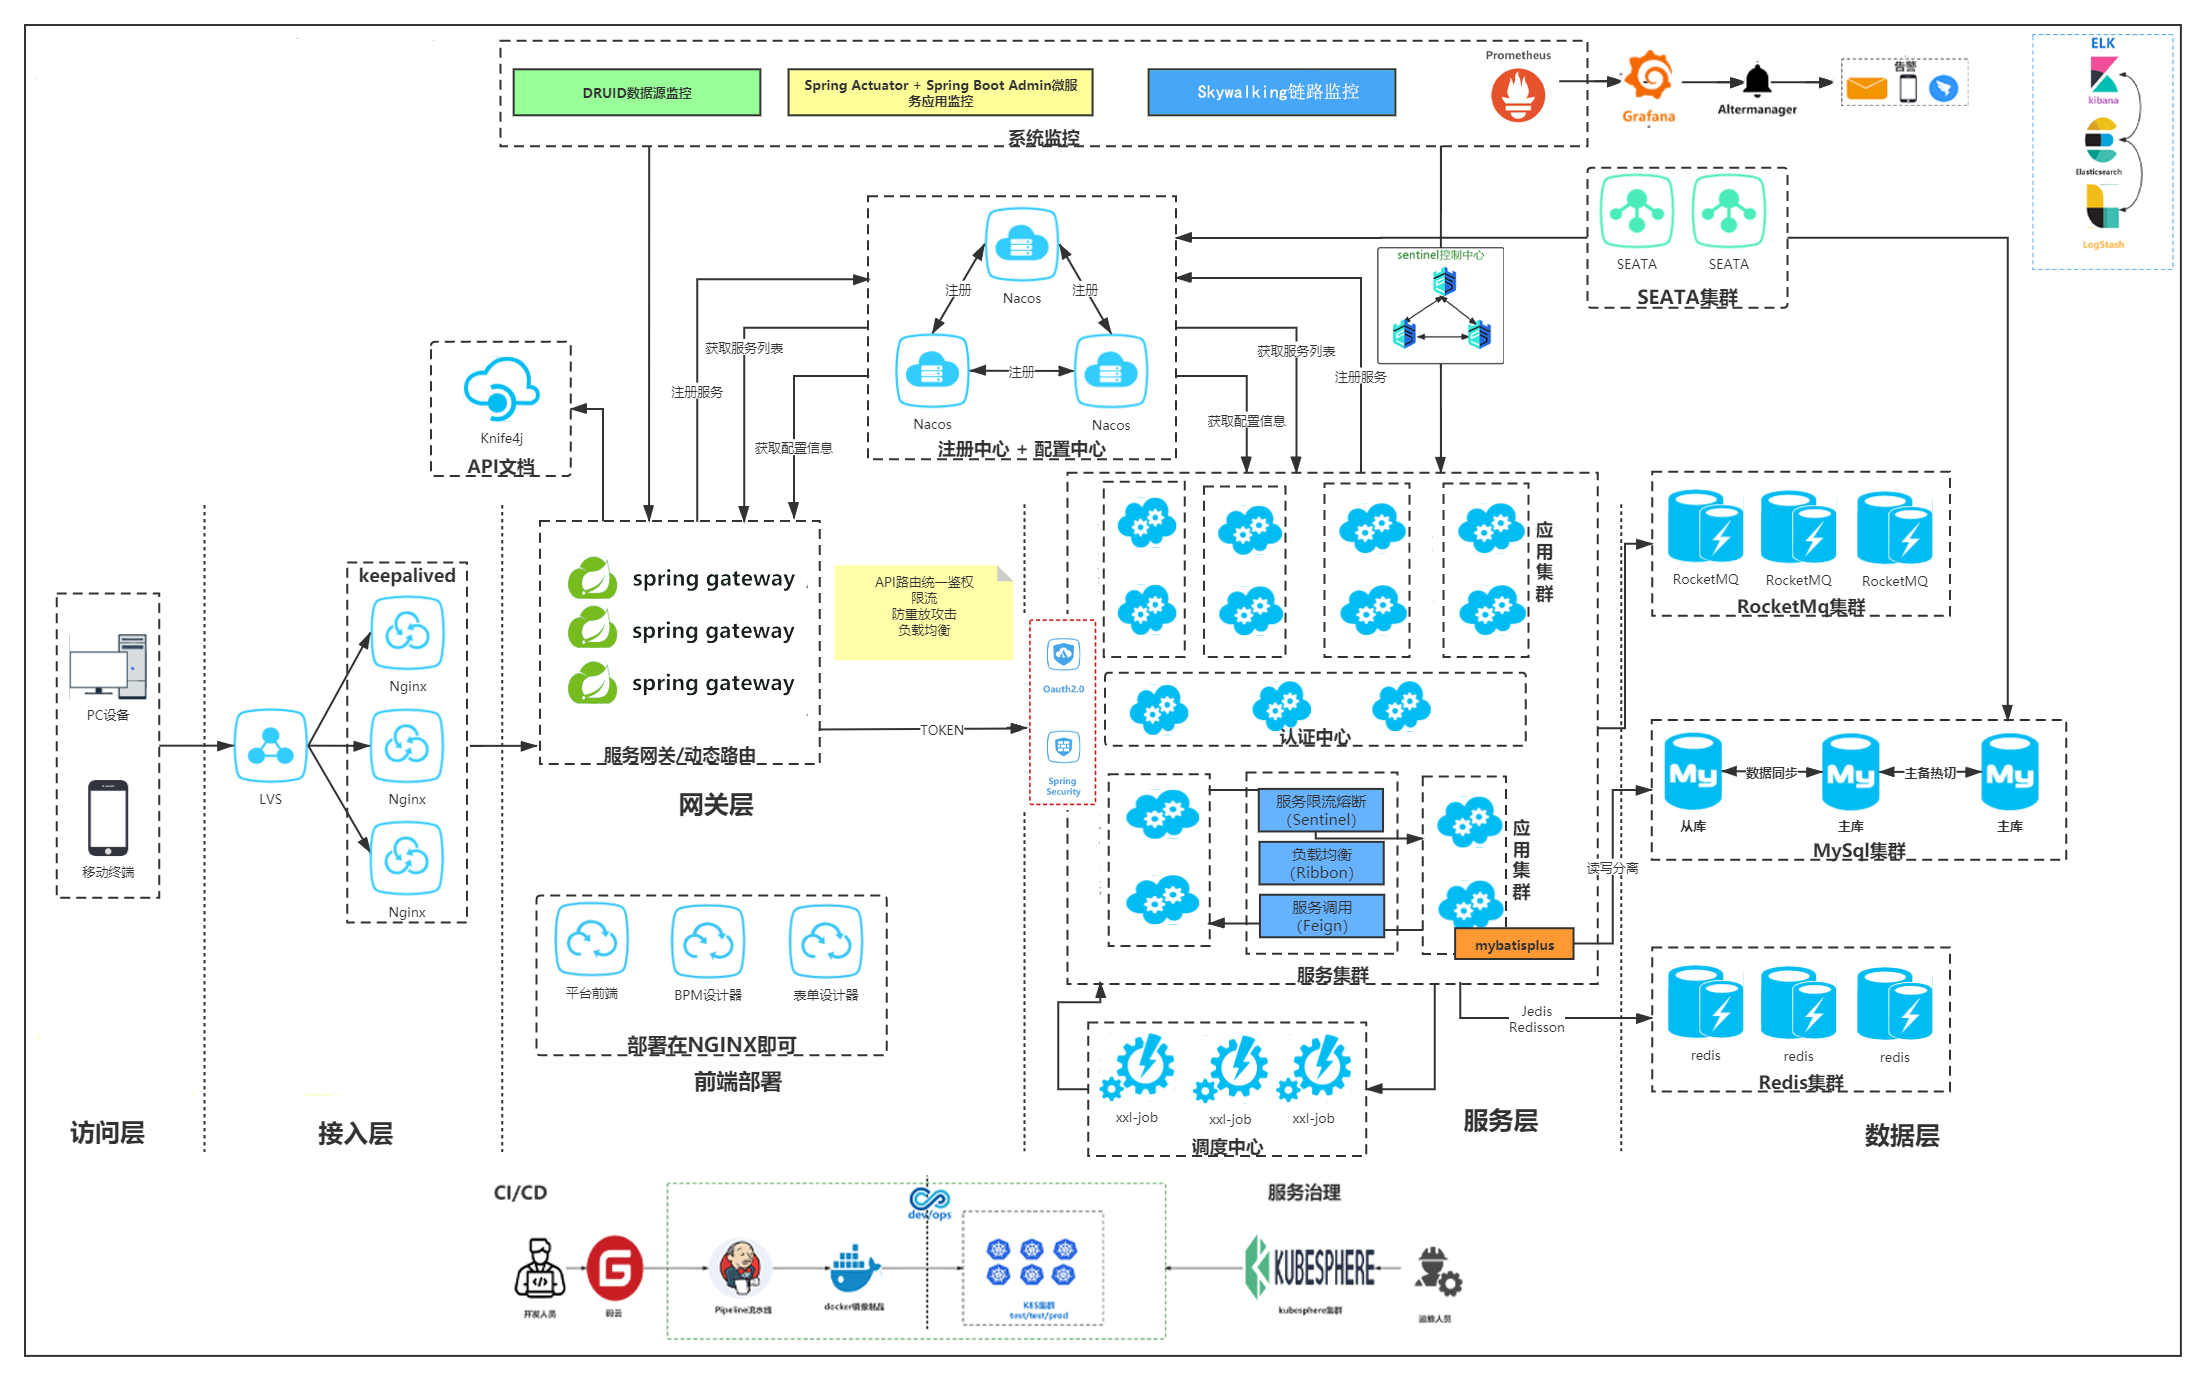 DRUID数据源监控
Spring Actuator + Spring Boot Admin微服
务应用监控
Skywalking链路监控
系统监控
Prometheus
Grafana
Altermanager
告警
ELK
kibana
Elasticsearch
LogStash
SEATA
SEATA
SEATA集群
sentinel控制中心
Nacos
注册
注册
注册
Nacos
Nacos
注册中心 + 配置中心
获取服务列表
注册服务
获取配置信息
获取服务列表
注册服务
获取配置信息
Knife4j
API文档
keepalived
Nginx
Nginx
Nginx
LVS
PC设备
移动终端
spring gateway
spring gateway
spring gateway
服务网关/动态路由
网关层
API路由统一鉴权
限流
防重放攻击
负载均衡
TOKEN
Oauth2.0
Spring
Security
应用集群
认证中心
服务限流熔断
(Sentinel)
负载均衡
(Ribbon)
服务调用
(Feign)
应用集群
mybatisplus
服务集群
读写分离
Jedis
Redisson
RocketMQ
RocketMQ
RocketMQ
RocketMq集群
My
数据同步
My
主备热切
My
从库
主库
主库
MySql集群
redis
redis
redis
Redis集群
平台前端
BPM设计器
表单设计器
部署在NGINX即可
前端部署
xxl-job
xxl-job
xxl-job
调度中心
访问层
接入层
服务层
数据层
CI/CD
dev/ops
服务治理
开发人员
G
码云
Pipeline流水线
docker镜像制品
K8S集群
test/test/prod
KUBESPHERE
kubesphere集群
运维人员